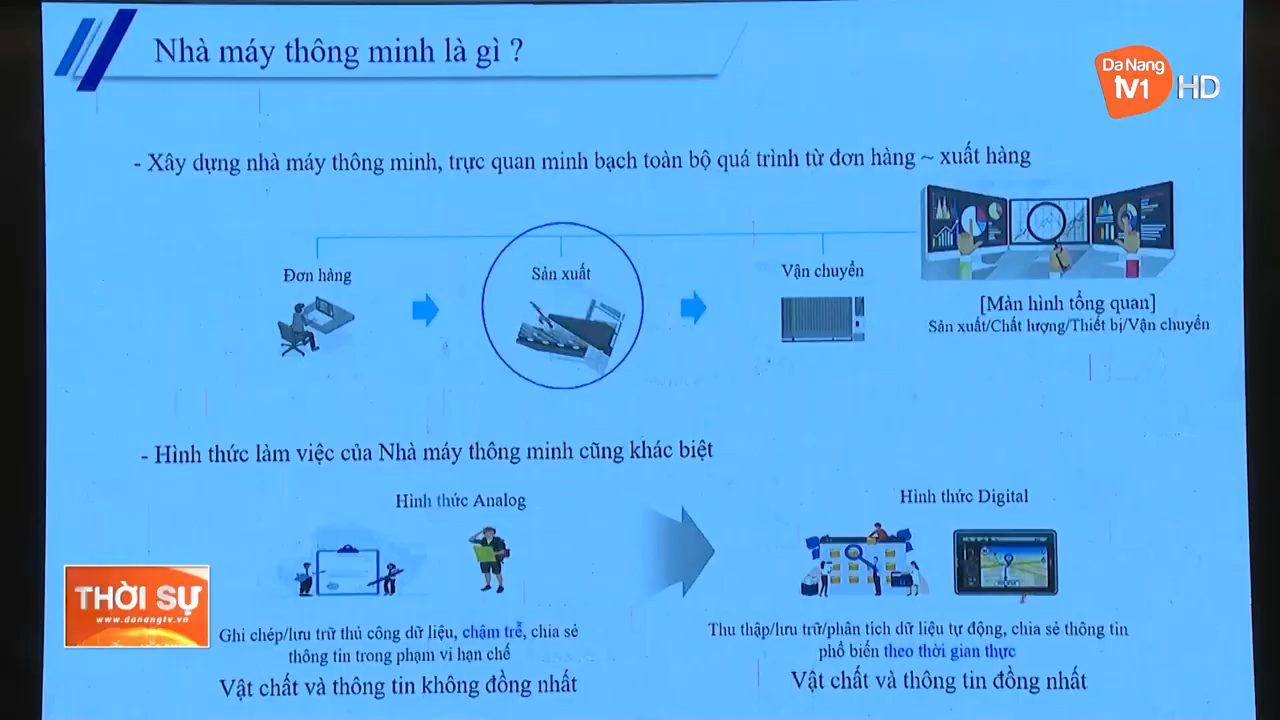 Nhà máy thông minh là gì ?
Da Nang
TV1 HD
- Xây dựng nhà máy thông minh, trực quan minh bạch toàn bộ quá trình từ đơn hàng ~ xuất hàng
Đơn hàng
Sản xuất
Vận chuyển
[Màn hình tổng quan]
Sản xuất/Chất lượng/Thiết bị/Vận chuyển
- Hình thức làm việc của Nhà máy thông minh cũng khác biệt
Hình thức Analog
Hình thức Digital
THỜI SỰ
www.danangtv.vn
Ghi chép/lưu trữ thủ công dữ liệu, chậm trễ, chia sẻ
thông tin trong phạm vi hạn chế
Vật chất và thông tin không đồng nhất
Thu thập/lưu trữ/phân tích dữ liệu tự động, chia sẻ thông tin
phổ biến theo thời gian thực
Vật chất và thông tin đồng nhất